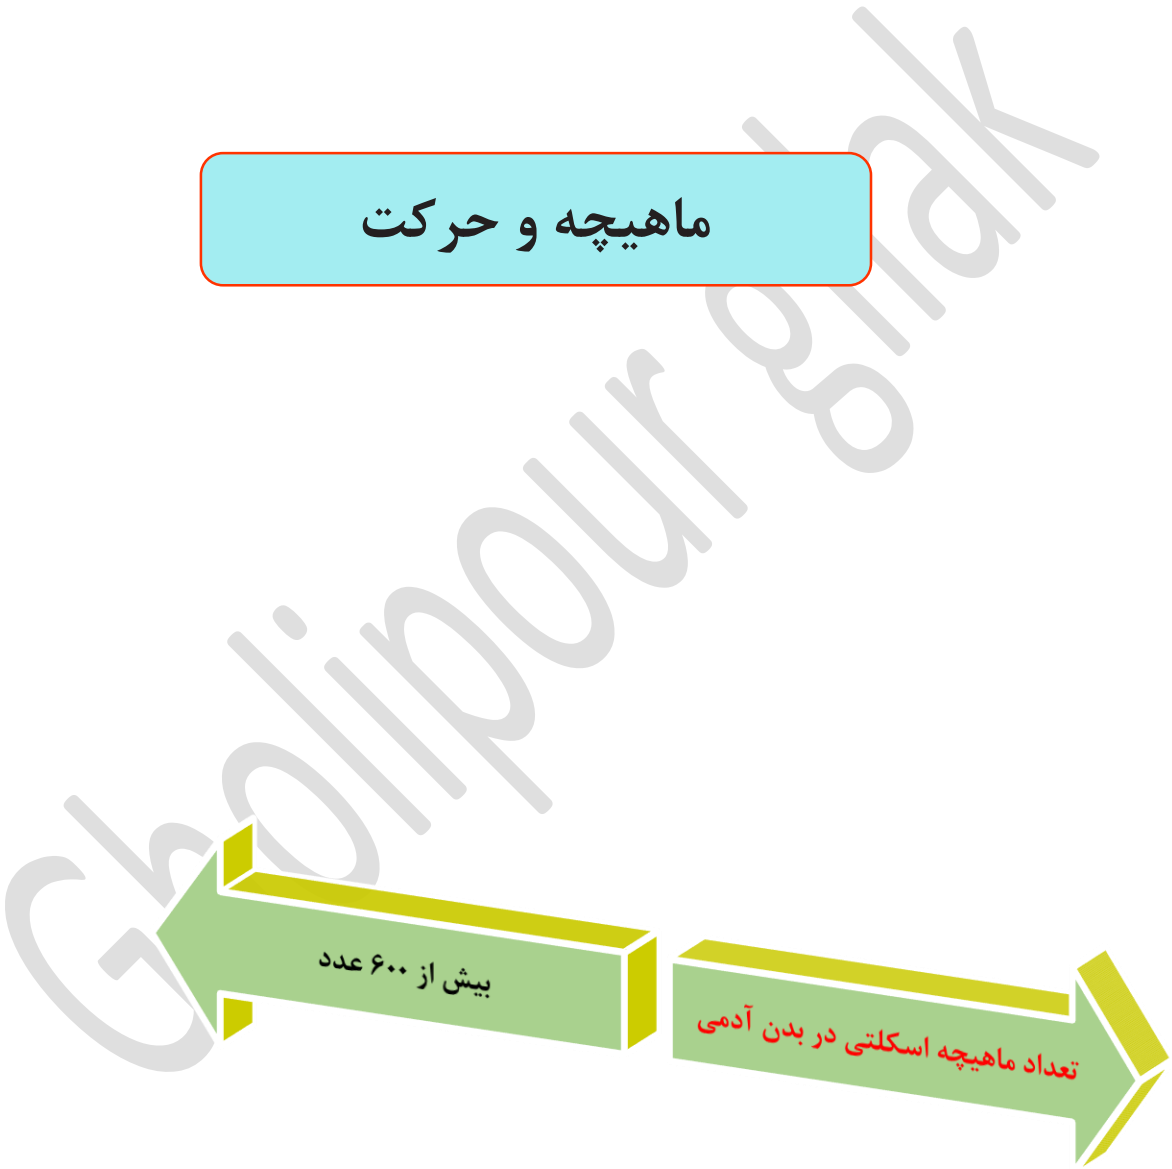 ماهیچه و حرکت
تعداد ماهیچه اسکلتی در بدن آدمی
بیش از ۶۰۰ عدد
Gholipour gilak